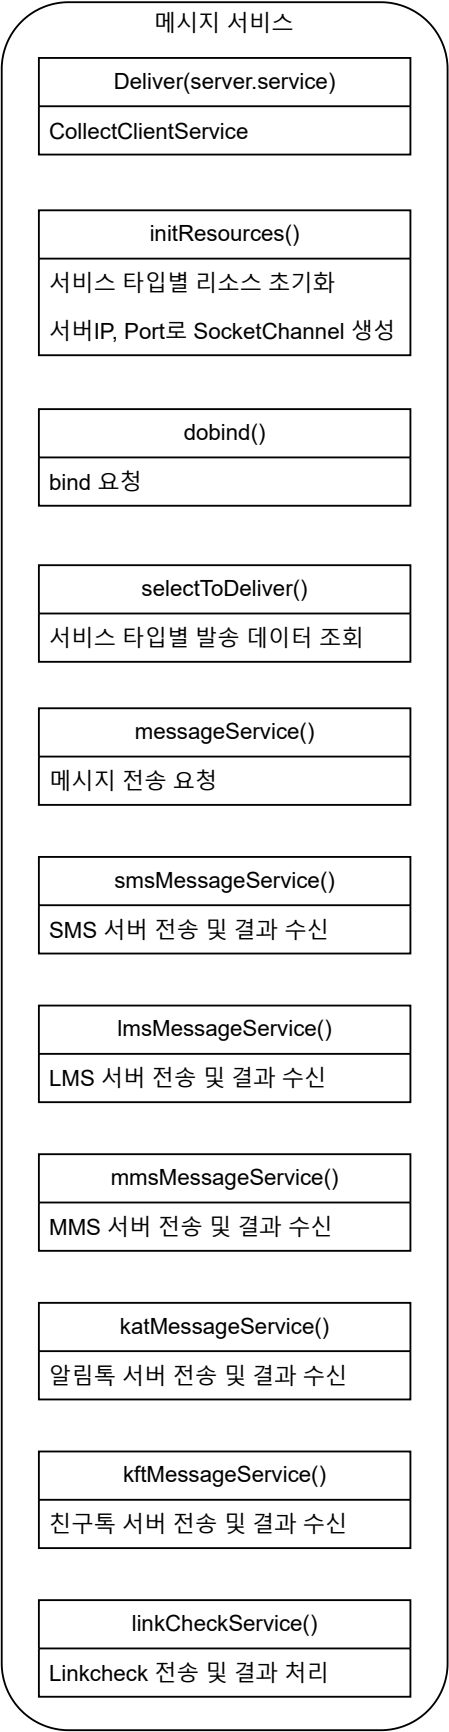 메시지 서비스
Deliver(server.service)
CollectClientService
initResources()
서비스 타입별 리소스 초기화
서버IP, Port로 SocketChannel 생성
dobind()
bind 요청
selectToDeliver()
서비스 타입별 발송 데이터 조회
messageService()
메시지 전송 요청
smsMessageService()
SMS 서버 전송 및 결과 수신
lmsMessageService()
LMS 서버 전송 및 결과 수신
mmsMessageService()
MMS 서버 전송 및 결과 수신
katMessageService()
알림톡 서버 전송 및 결과 수신
kftMessageService()
친구톡 서버 전송 및 결과 수신
linkCheckService()
Linkcheck 전송 및 결과 처리